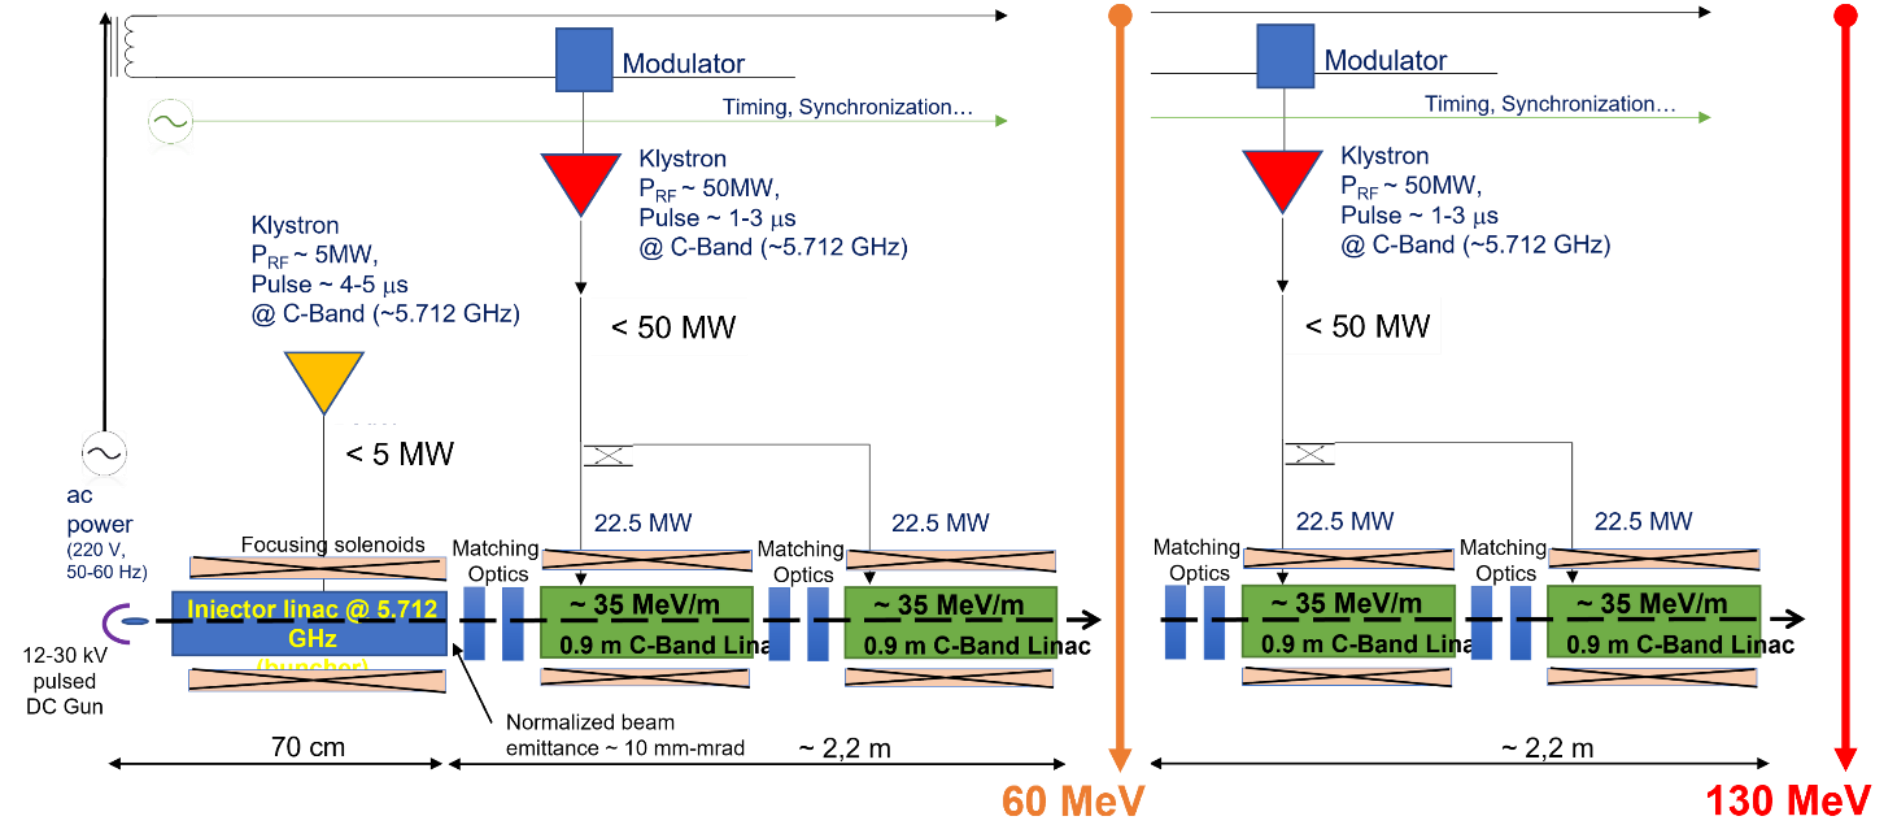 Modulator
Timing, Synchronization…
Klystron
P_RF ~ 50MW,
Pulse ~ 1-3 μs
@ C-Band (~5.712 GHz)
Klystron
P_RF ~ 5MW,
Pulse ~ 4-5 μs
@ C-Band (~5.712 GHz)
< 50 MW
< 5 MW
ac
power
(220 V,
50-60 Hz)
22.5 MW
22.5 MW
Focusing solenoids
Matching
Optics
Matching
Optics
Injector linac @ 5.712
GHz
(buncher)
~ 35 MeV/m
0.9 m C-Band Linac
~ 35 MeV/m
0.9 m C-Band Linac
12-30 kV
pulsed
DC Gun
Normalized beam
emittance ~ 10 mm-mrad
70 cm
~ 2,2 m
60 MeV
Modulator
Timing, Synchronization…
Klystron
P_RF ~ 50MW,
Pulse ~ 1-3 μs
@ C-Band (~5.712 GHz)
< 50 MW
22.5 MW
22.5 MW
Matching
Optics
Matching
Optics
~ 35 MeV/m
0.9 m C-Band Linac
~ 35 MeV/m
0.9 m C-Band Linac
~ 2,2 m
130 MeV